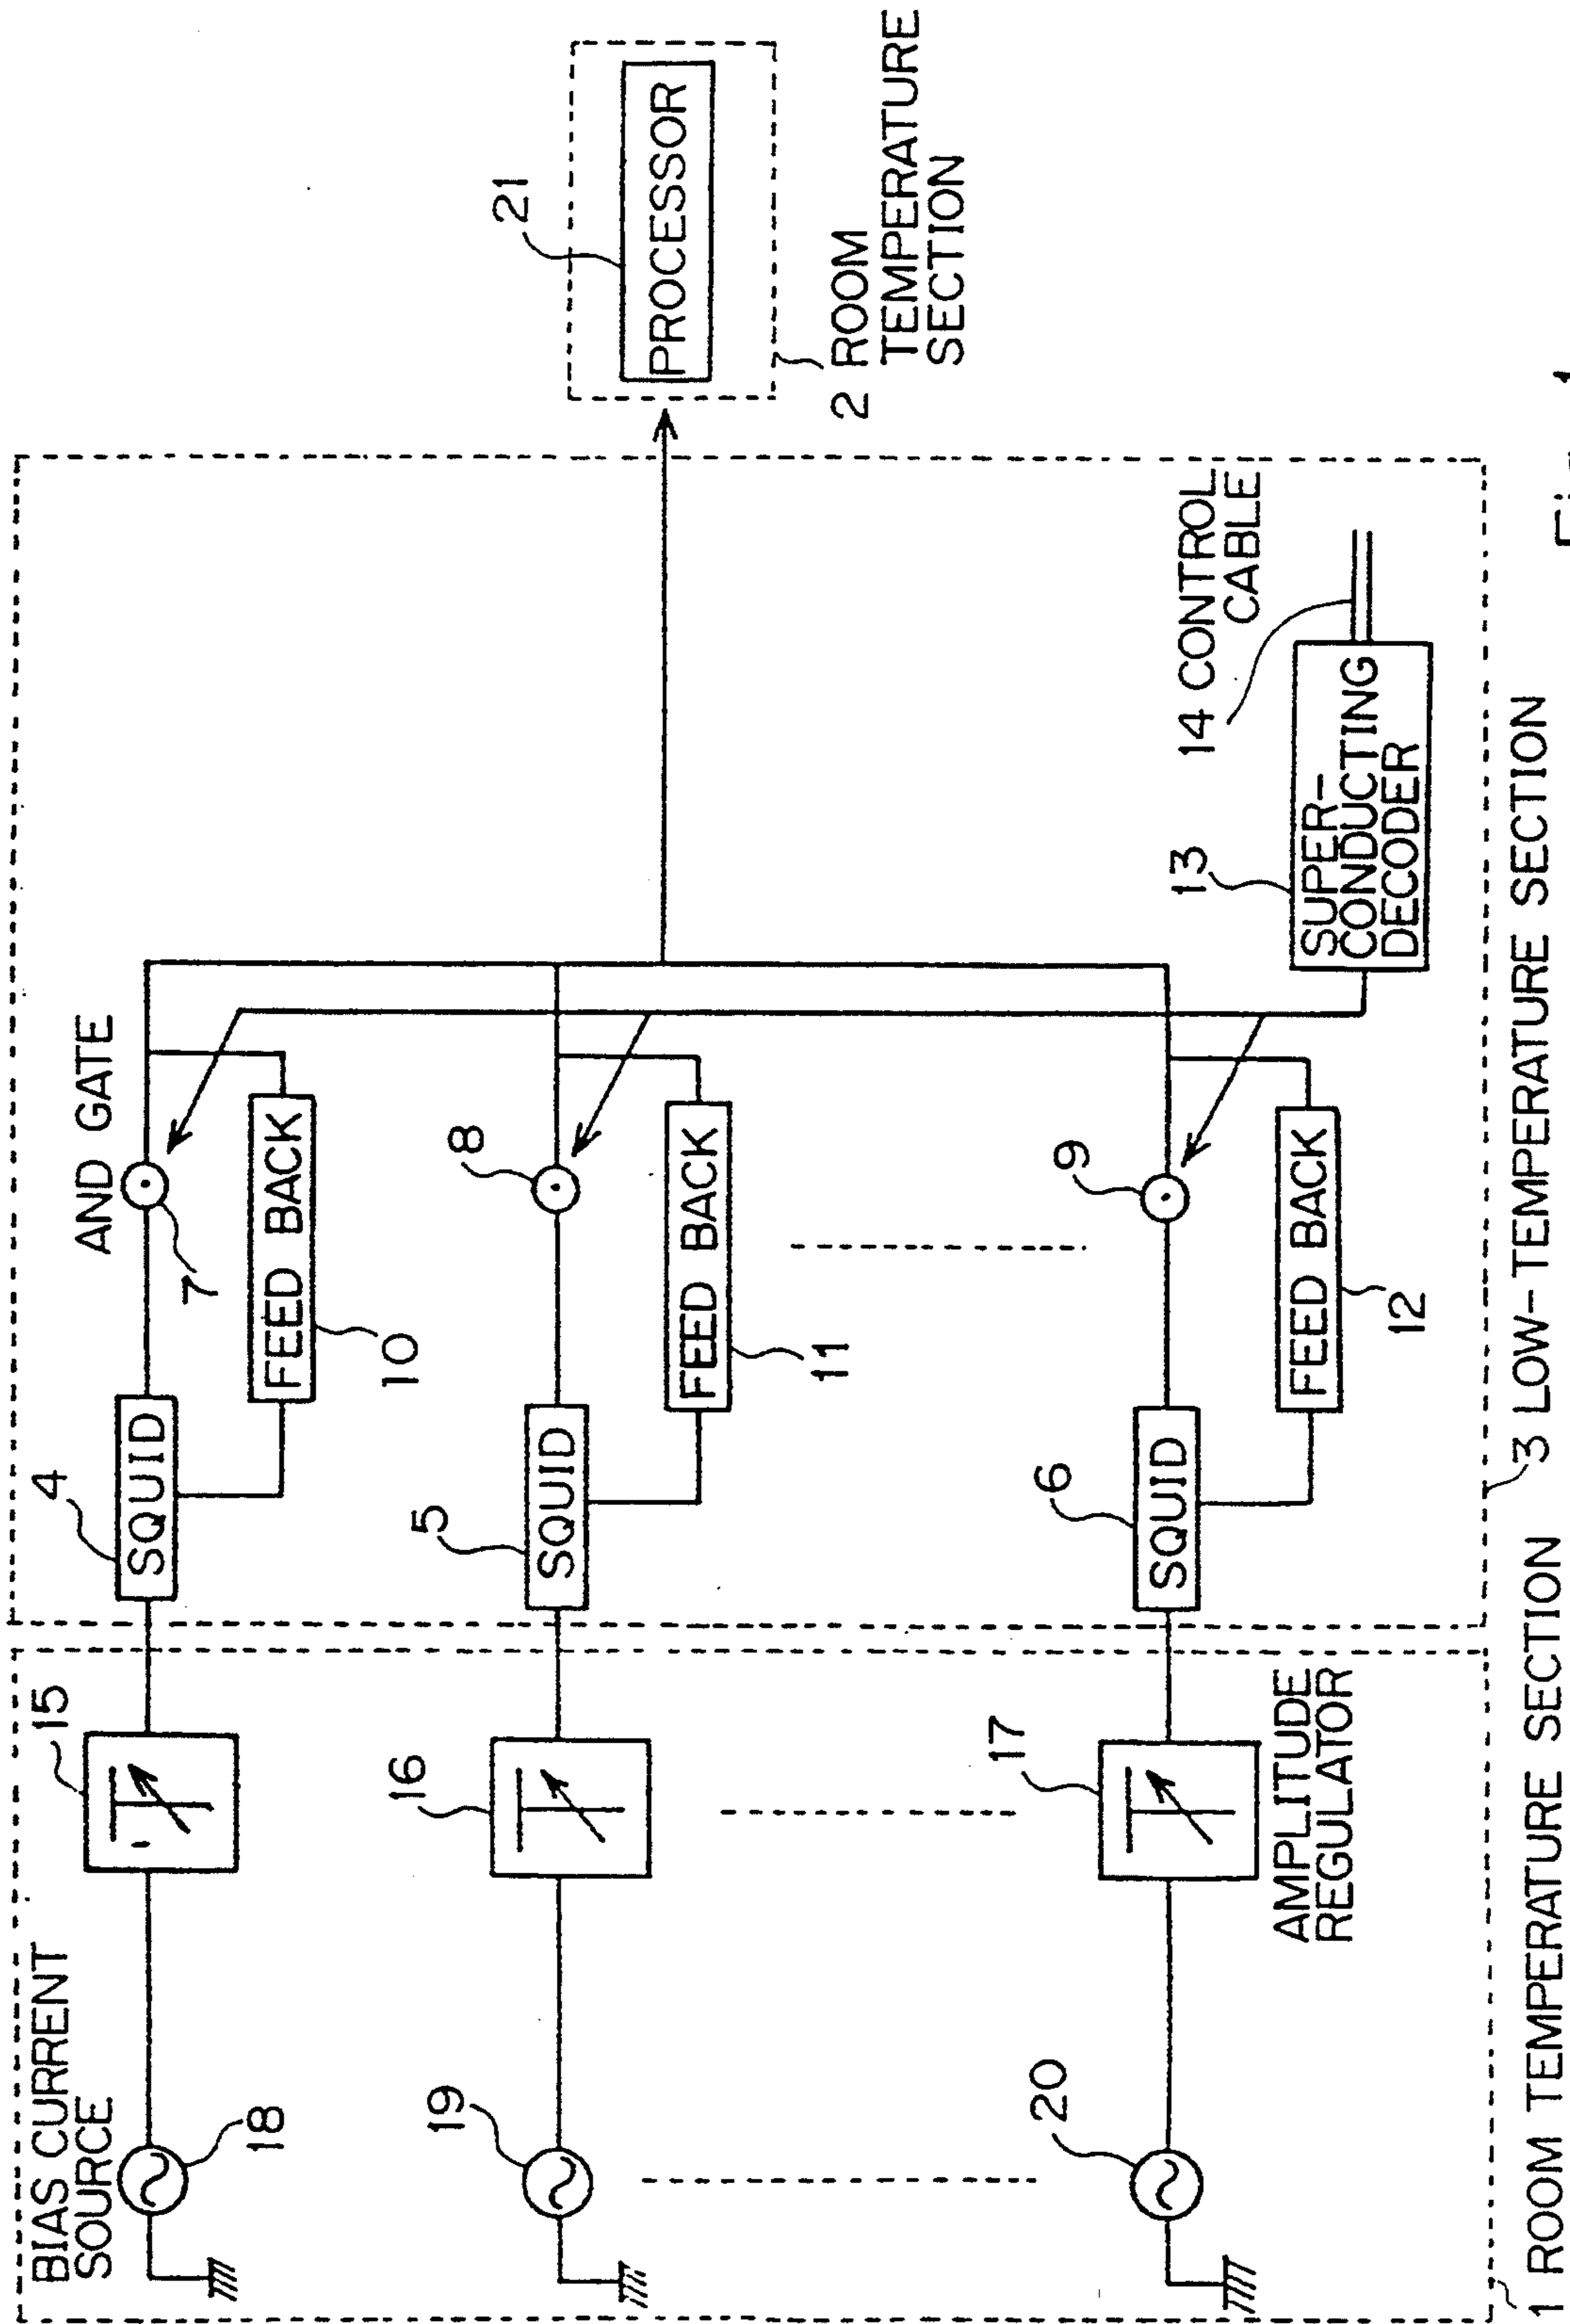 BIAS CURRENT
SOURCE
18
15
4
SQUID
AND GATE
7
FEED BACK
10
19
16
5
SQUID
8
FEED BACK
11
20
17
AMPLITUDE
REGULATOR
6
SQUID
9
FEED BACK
12
13
SUPER-
CONDUCTING
DECODER
14 CONTROL
CABLE
21
PROCESSOR
2 ROOM
TEMPERATURE
SECTION
1 ROOM TEMPERATURE SECTION
3 LOW-TEMPERATURE SECTION
Fig. 1